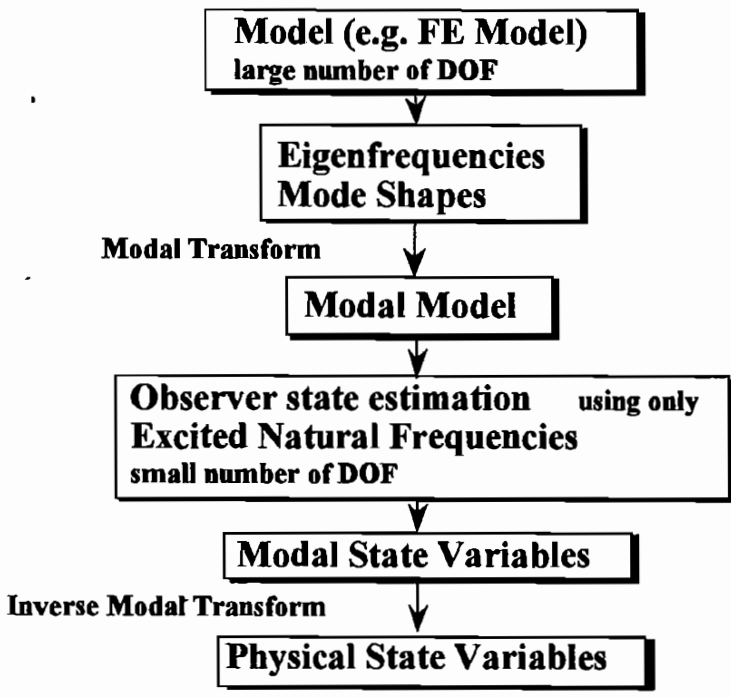 Model (e.g. FE Model)
large number of DOF
Eigenfrequencies
Mode Shapes
Modal Transform
Modal Model
Observer state estimation using only
Excited Natural Frequencies
small number of DOF
Modal State Variables
Inverse Modal Transform
Physical State Variables